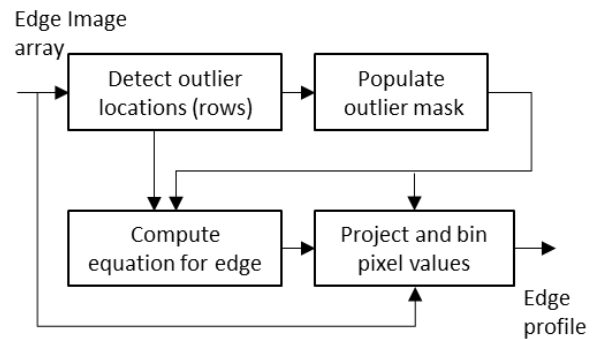 Edge Image
array
Detect outlier
locations (rows)
Populate
outlier mask
Compute
equation for edge
Project and bin
pixel values
Edge
profile